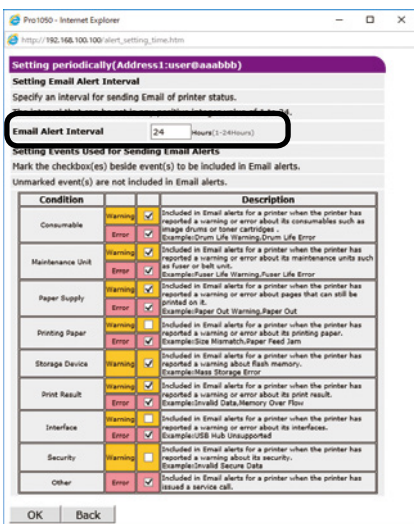 Pro1050 - Internet Explorer
http://192.168.100.100/alert_setting_time.htm
Setting periodically(Address1:user@aaabbb)
Setting Email Alert Interval
Specify an interval for sending Email of printer status.
Email Alert Interval 24 Hours(1-24Hours)
Setting Events Used for Sending Email Alerts
Mark the checkbox(es) beside event(s) to be included in Email alerts.
Unmarked event(s) are not included in Email alerts.
Condition Description
Consumable Warning Error
Included in Email alerts for a printer when the printer has
reported a warning or error about its consumables such as
image drums or toner cartridges .
Example:Drum Life Warning,Drum Life Error
Maintenance Unit Warning Error
Included in Email alerts for a printer when the printer has
reported a warning or error about its maintenance units such
as fuser or belt unit.
Example:Fuser Life Warning,Fuser Life Error
Paper Supply Warning Error
Included in Email alerts for a printer when the printer has
reported a warning or error about pages that can still be
printed on it.
Example:Paper Out Warning,Paper Out
Printing Paper Warning Error
Included in Email alerts for a printer when the printer has
reported a warning or error about its printing paper.
Example:Size Mismatch,Paper Feed Jam
Storage Device Warning Error
Included in Email alerts for a printer when the printer has
reported a warning about flash memory.
Example:Mass Storage Error
Print Result Warning Error
Included in Email alerts for a printer when the printer has
reported a warning or error about its print result.
Example:Invalid Data,Memory Over Flow
Interface Warning Error
Included in Email alerts for a printer when the printer has
reported a warning or error about its interfaces.
Example:USB Hub Unsupported
Security Warning
Included in Email alerts for a printer when the printer has
reported a warning about its security.
Example:Invalid Secure Data
Other Error
Included in Email alerts for a printer when the printer has
issued a service call.
OK Back